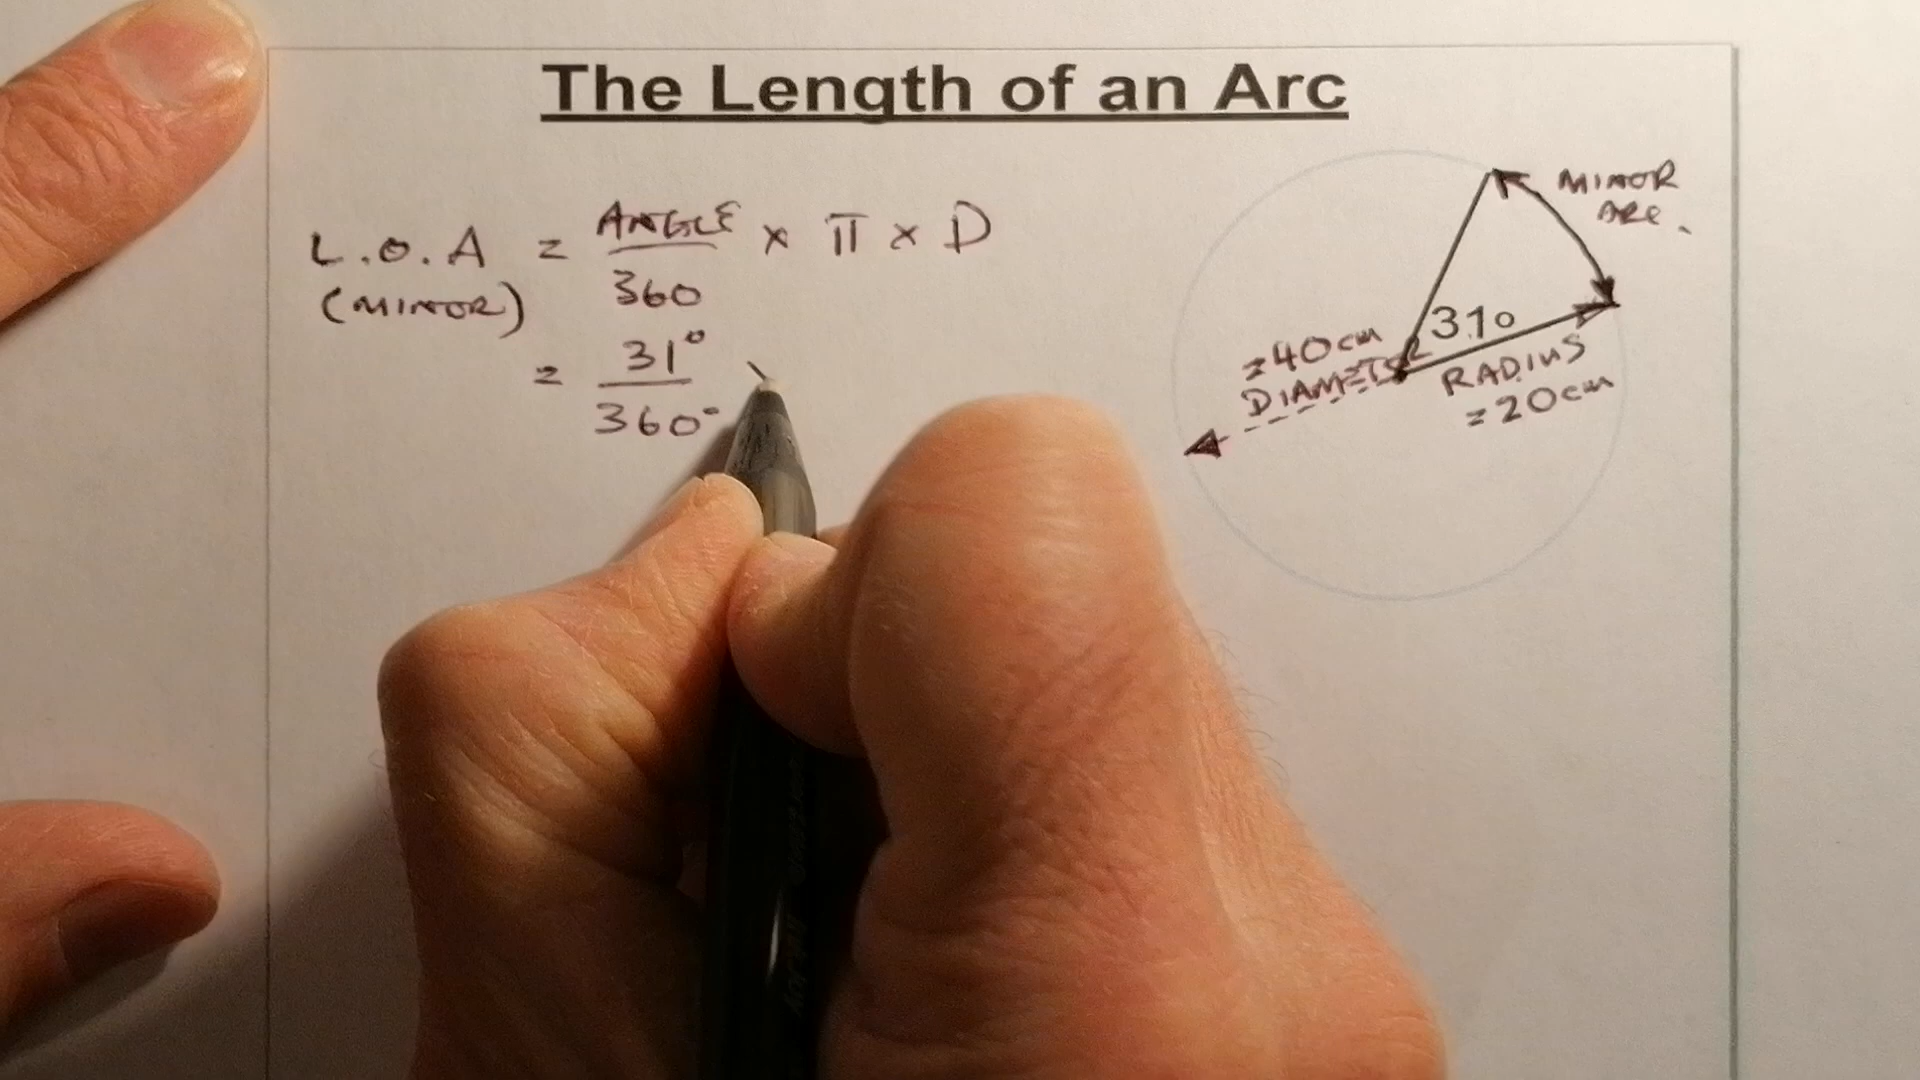 The Length of an Arc
L.O.A = ANGLE/360 × π × D
(MINOR)
= 31°/360°
MINOR
ARC.
31°
=40cm
DIAMETER
RADIUS
=20cm